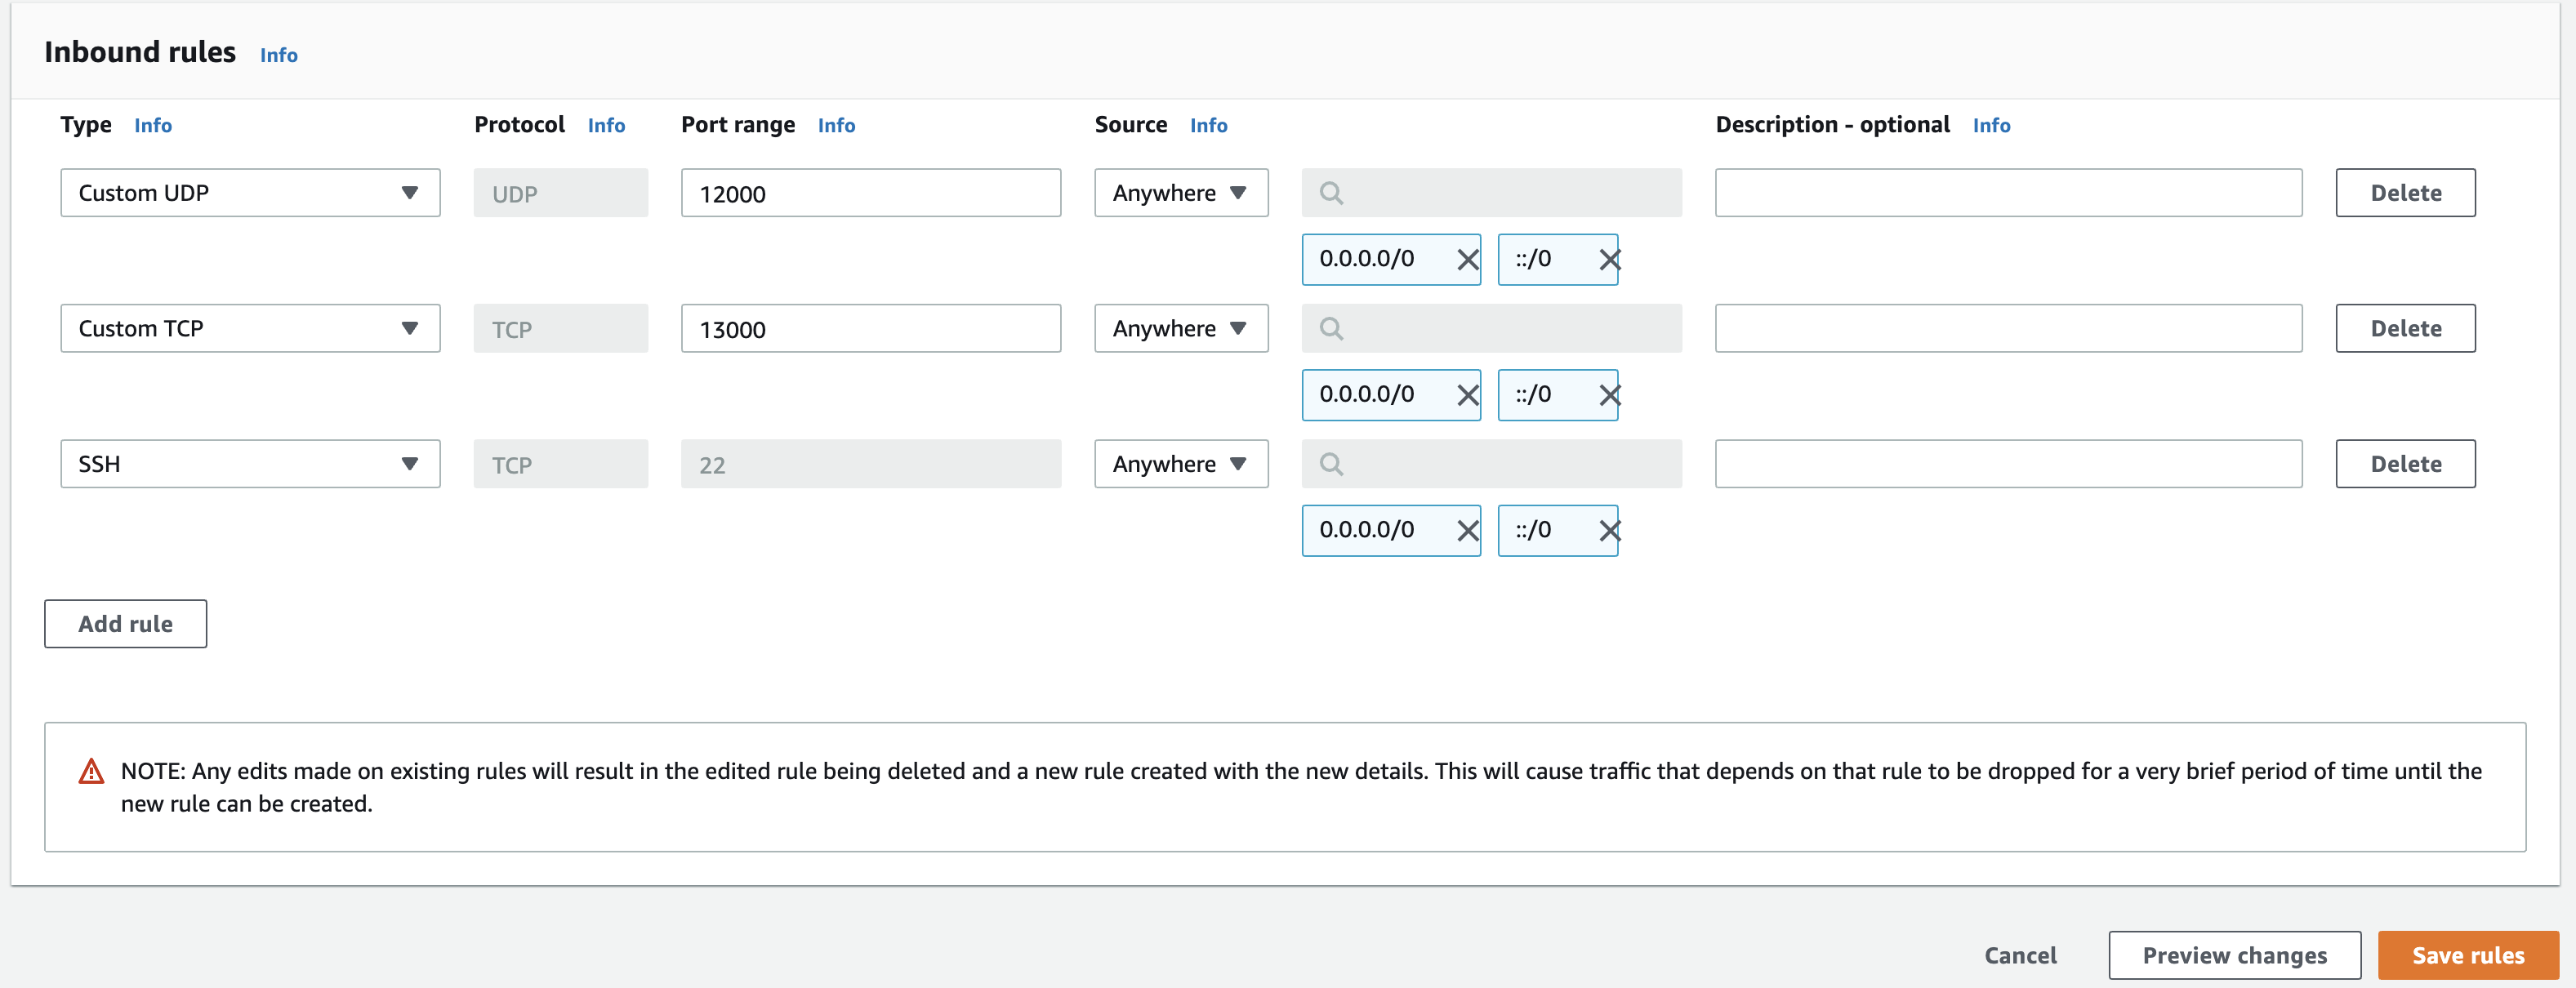 Inbound rules Info
Type Info Protocol Info Port range Info Source Info Description - optional Info
Custom UDP UDP 12000 Anywhere Delete
0.0.0.0/0 ::/0
Custom TCP TCP 13000 Anywhere Delete
0.0.0.0/0 ::/0
SSH TCP 22 Anywhere Delete
0.0.0.0/0 ::/0
Add rule
NOTE: Any edits made on existing rules will result in the edited rule being deleted and a new rule created with the new details. This will cause traffic that depends on that rule to be dropped for a very brief period of time until the
new rule can be created.
Cancel Preview changes Save rules